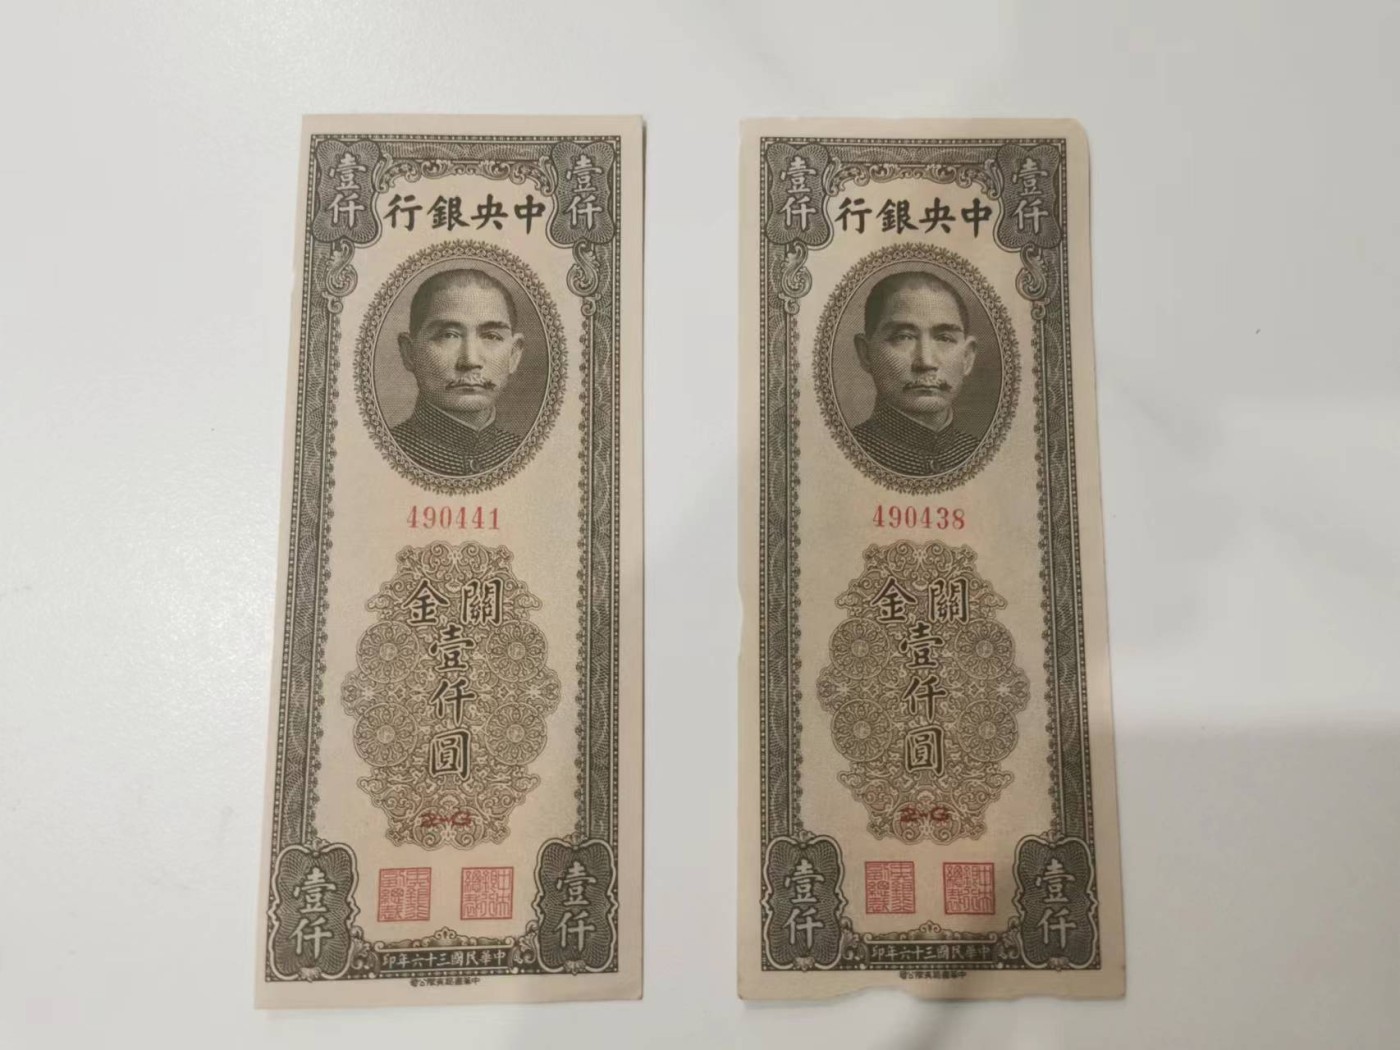 壹仟
壹仟
中央銀行
490441
關金
壹仟圓
2-G
壹仟
壹仟
中華民國三十六年印
壹仟
壹仟
中央銀行
490438
關金
壹仟圓
2-G
壹仟
壹仟
中華民國三十六年印